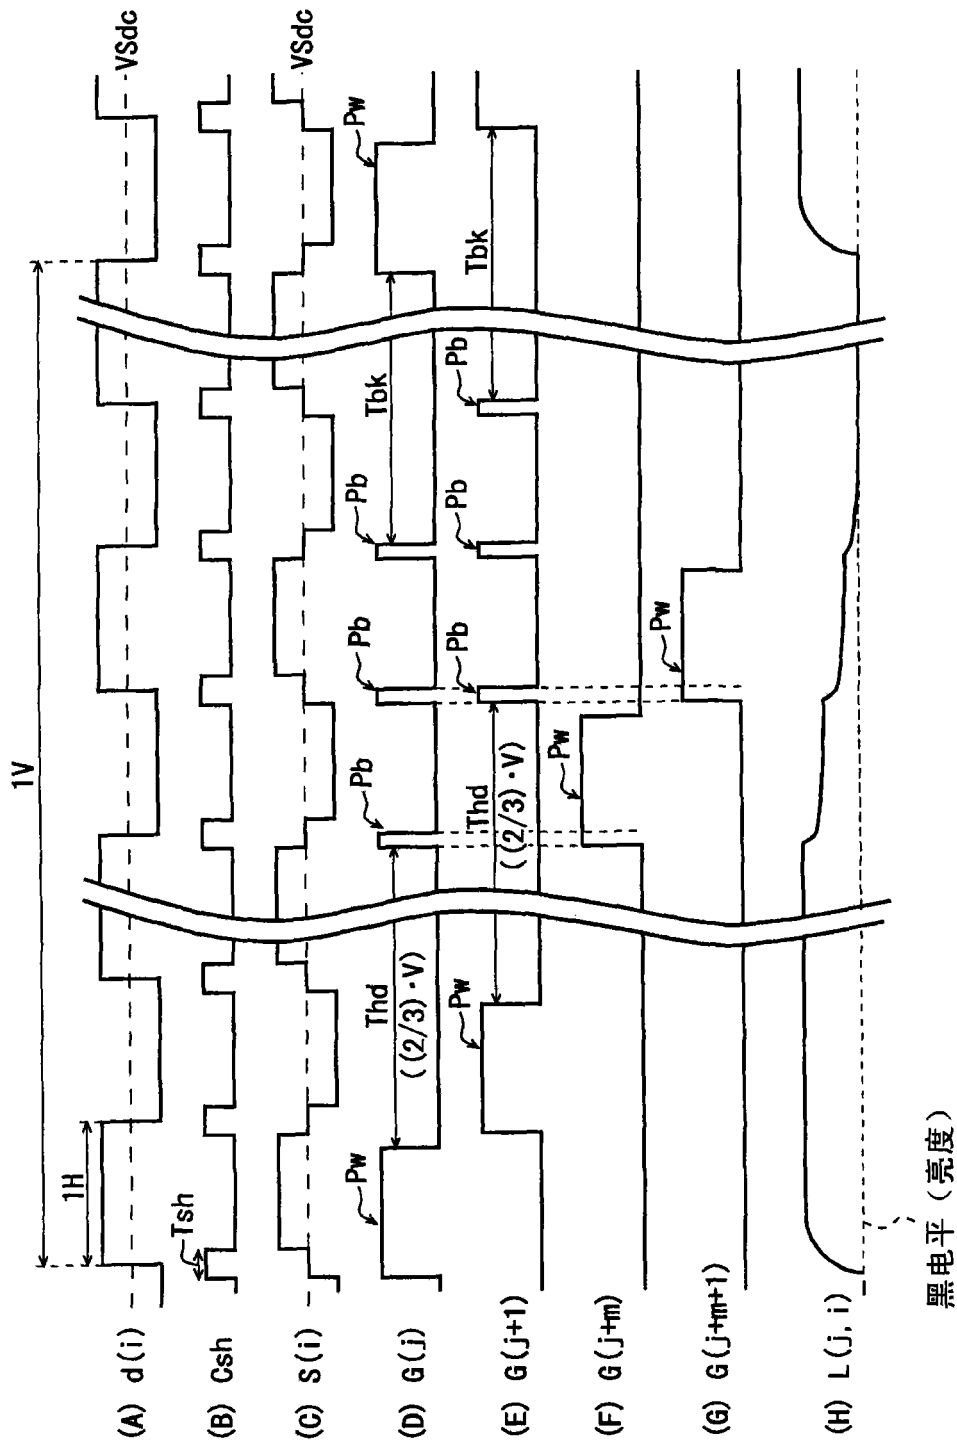 1V
1H
Tsh
(A) d(i)
VSdc
(B) Csh
(C) S(i)
VSdc
(D) G(j)
Pw
Thd
((2/3)·V)
Pb
Pb
Pb
Tbk
Pw
(E) G(j+1)
Pw
Thd
((2/3)·V)
Pb
Pb
Pb
Tbk
(F) G(j+m)
Pw
(G) G(j+m+1)
Pw
(H) L(j,i)
黑电平（亮度）